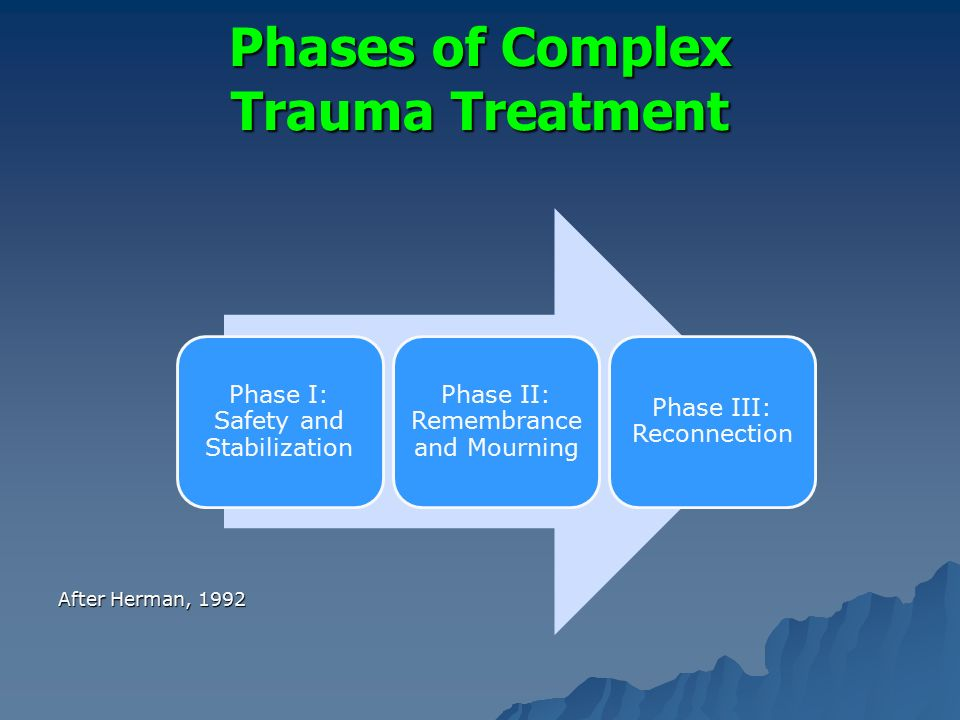 Phases of Complex
Trauma Treatment
Phase I:
Safety and
Stabilization
Phase II:
Remembrance
and Mourning
Phase III:
Reconnection
After Herman, 1992